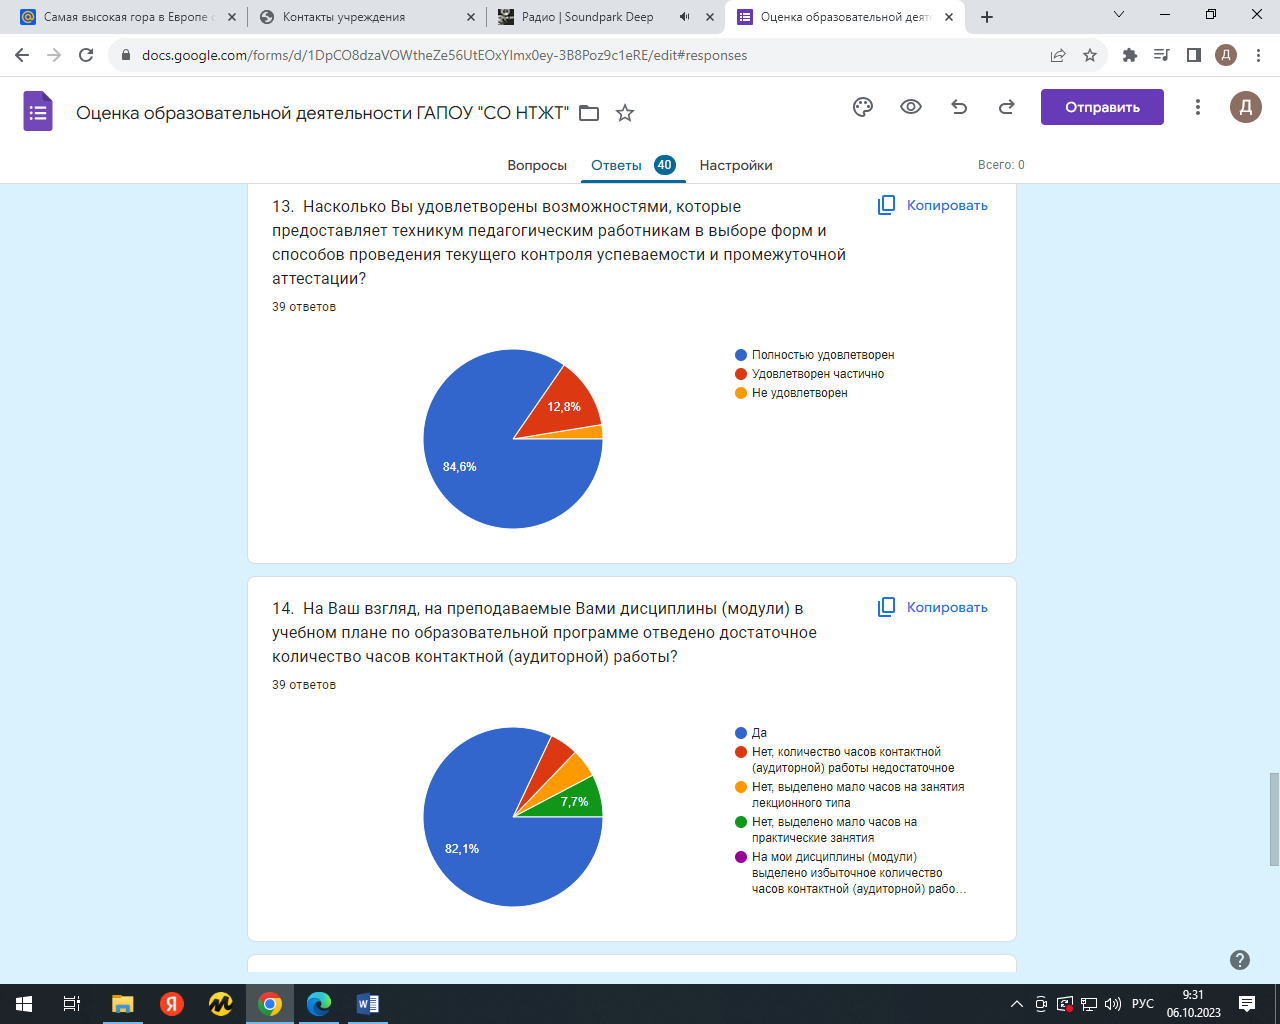 Самая высокая гора в Европе
Контакты учреждения
Радио | Soundpark Deep
Оценка образовательной деят
docs.google.com/forms/d/1DpCO8dzaVOWtheZe56UtEOxYlmx0ey-3B8Poz9c1eRE/edit#responses
Д
Оценка образовательной деятельности ГАПОУ "СО НТЖТ"
Отправить
Д
Вопросы
Ответы 40
Настройки
Всего: 0
13. Насколько Вы удовлетворены возможностями, которые
предоставляет техникум педагогическим работникам в выборе форм и
способов проведения текущего контроля успеваемости и промежуточной
аттестации?
Копировать
39 ответов
Полностью удовлетворен
Удовлетворен частично
Не удовлетворен
12,8%
84,6%
14. На Ваш взгляд, на преподаваемые Вами дисциплины (модули) в
учебном плане по образовательной программе отведено достаточное
количество часов контактной (аудиторной) работы?
Копировать
39 ответов
Да
Нет, количество часов контактной
(аудиторной) работы недостаточное
Нет, выделено мало часов на занятия
лекционного типа
Нет, выделено мало часов на
практические занятия
На мои дисциплины (модули)
выделено избыточное количество
часов контактной (аудиторной) рабо…
7,7%
82,1%
РУС
9:31
06.10.2023